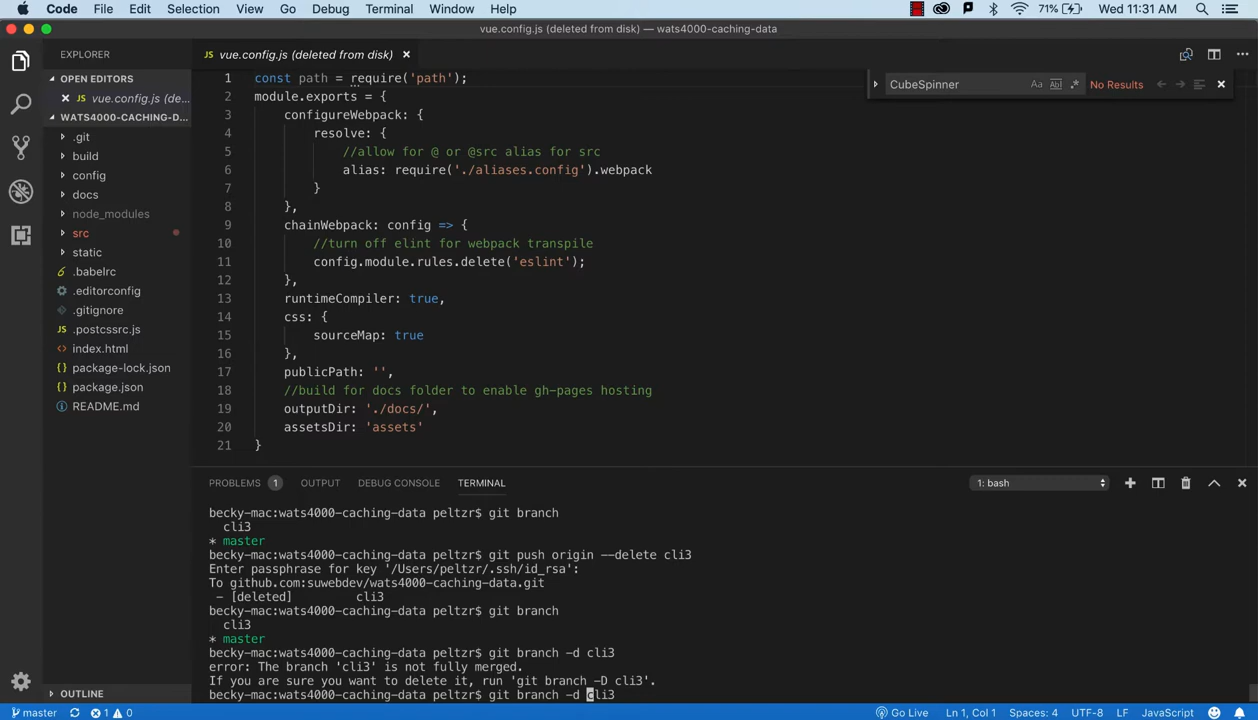 Code File Edit Selection View Go Debug Terminal Window Help 71% Wed 11:31 AM
vue.config.js (deleted from disk) — wats4000-caching-data
EXPLORER
OPEN EDITORS
JS vue.config.js (de...
WATS4000-CACHING-D...
.git
build
config
docs
node_modules
src
static
.babelrc
.editorconfig
.gitignore
JS .postcssrc.js
<> index.html
{} package-lock.json
{} package.json
README.md
OUTLINE
JS vue.config.js (deleted from disk)
CubeSpinner Aa Abl No Results
1 const path = require('path');
2 module.exports = {
3 configureWebpack: {
4 resolve: {
5 //allow for @ or @src alias for src
6 alias: require('./aliases.config').webpack
7 }
8 },
9 chainWebpack: config => {
10 //turn off elint for webpack transpile
11 config.module.rules.delete('eslint');
12 },
13 runtimeCompiler: true,
14 css: {
15 sourceMap: true
16 },
17 publicPath: '',
18 //build for docs folder to enable gh-pages hosting
19 outputDir: './docs/',
20 assetsDir: 'assets'
21 }
PROBLEMS 1 OUTPUT DEBUG CONSOLE TERMINAL 1: bash
becky-mac:wats4000-caching-data peltzr$ git branch
cli3
* master
becky-mac:wats4000-caching-data peltzr$ git push origin --delete cli3
Enter passphrase for key '/Users/peltzr/.ssh/id_rsa':
To github.com:suwebdev/wats4000-caching-data.git
- [deleted] cli3
becky-mac:wats4000-caching-data peltzr$ git branch
cli3
* master
becky-mac:wats4000-caching-data peltzr$ git branch -d cli3
error: The branch 'cli3' is not fully merged.
If you are sure you want to delete it, run 'git branch -D cli3'.
becky-mac:wats4000-caching-data peltzr$ git branch -d cli3
master 1 0 Go Live Ln 1, Col 1 Spaces: 4 UTF-8 LF JavaScript